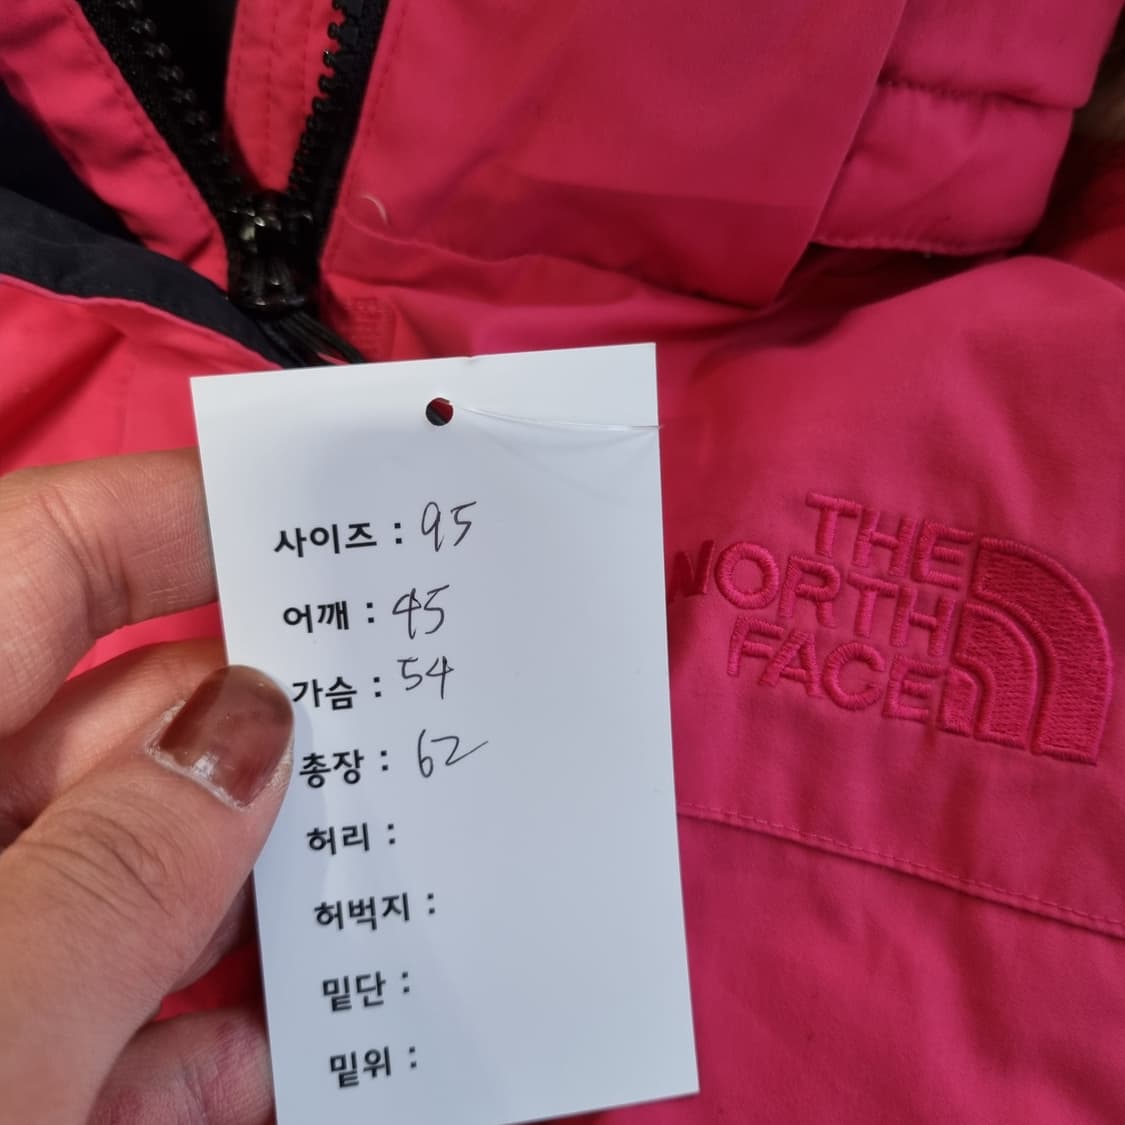 사이즈 : 95
어깨 : 45
가슴 : 54
총장 : 62
허리 :
허벅지 :
밑단 :
밑위 :
THE
NORTH
FACE